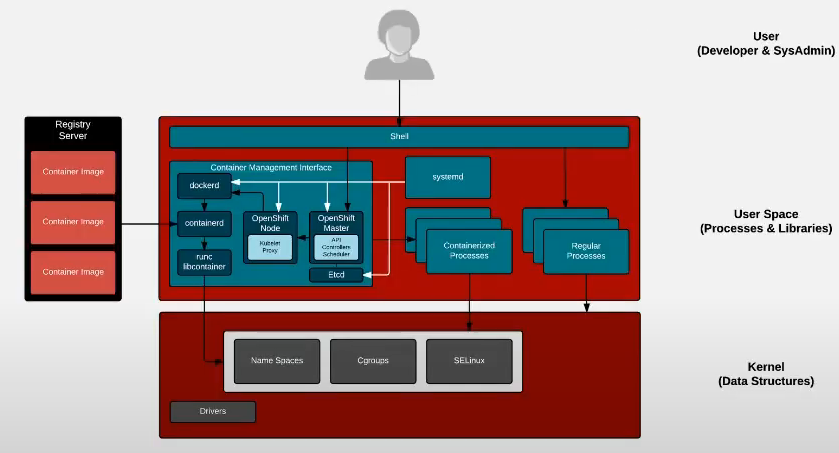 User
(Developer & SysAdmin)
Registry
Server
Container Image
Container Image
Container Image
Shell
Container Management Interface
dockerd
containerd
runc
libcontainer
OpenShift
Node
Kubelet
Proxy
OpenShift
Master
API
Controllers
Scheduler
Etcd
systemd
Containerized
Processes
Regular
Processes
User Space
(Processes & Libraries)
Name Spaces
Cgroups
SELinux
Drivers
Kernel
(Data Structures)